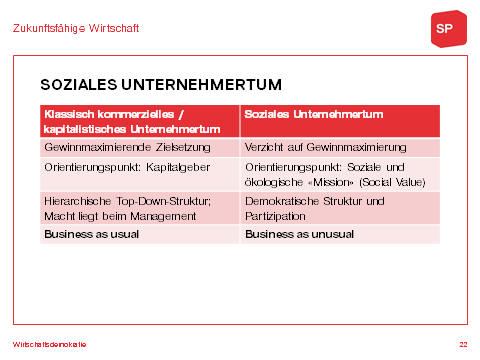 Zukunftsfähige Wirtschaft
SP
SOZIALES UNTERNEHMERTUM
Klassisch kommerzielles /
kapitalistisches Unternehmertum
Soziales Unternehmertum
Gewinnmaximierende Zielsetzung
Verzicht auf Gewinnmaximierung
Orientierungspunkt: Kapitalgeber
Orientierungspunkt: Soziale und
ökologische «Mission» (Social Value)
Hierarchische Top-Down-Struktur;
Macht liegt beim Management
Demokratische Struktur und
Partizipation
Business as usual
Business as unusual
Wirtschaftsdemokratie
22